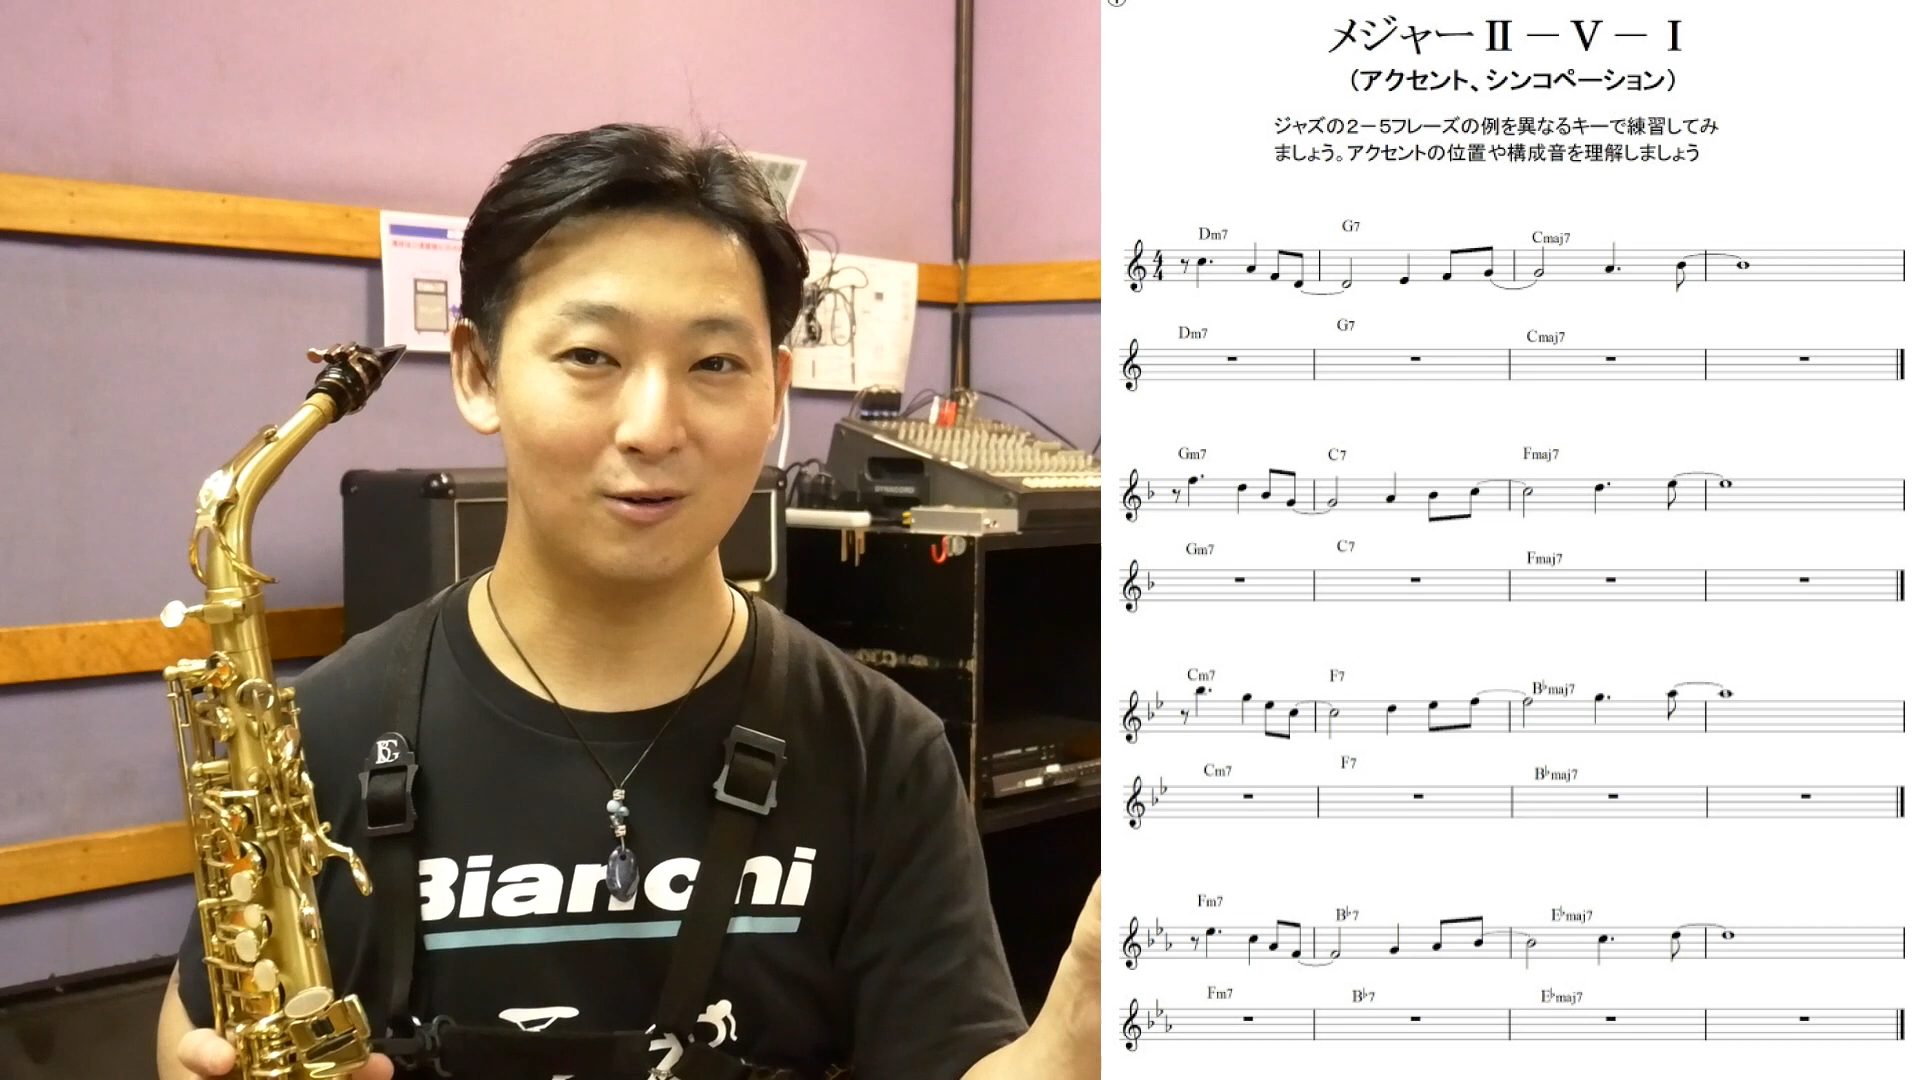 BG
Bianchi
DYNACORD
メジャーⅡ－Ⅴ－Ⅰ
（アクセント、シンコペーション）
ジャズの２－５フレーズの例を異なるキーで練習してみ
ましょう。アクセントの位置や構成音を理解しましょう
Dm7 G7 Cmaj7
Dm7 G7 Cmaj7
Gm7 C7 Fmaj7
Gm7 C7 Fmaj7
Cm7 F7 B♭maj7
Cm7 F7 B♭maj7
Fm7 B♭7 E♭maj7
Fm7 B♭7 E♭maj7